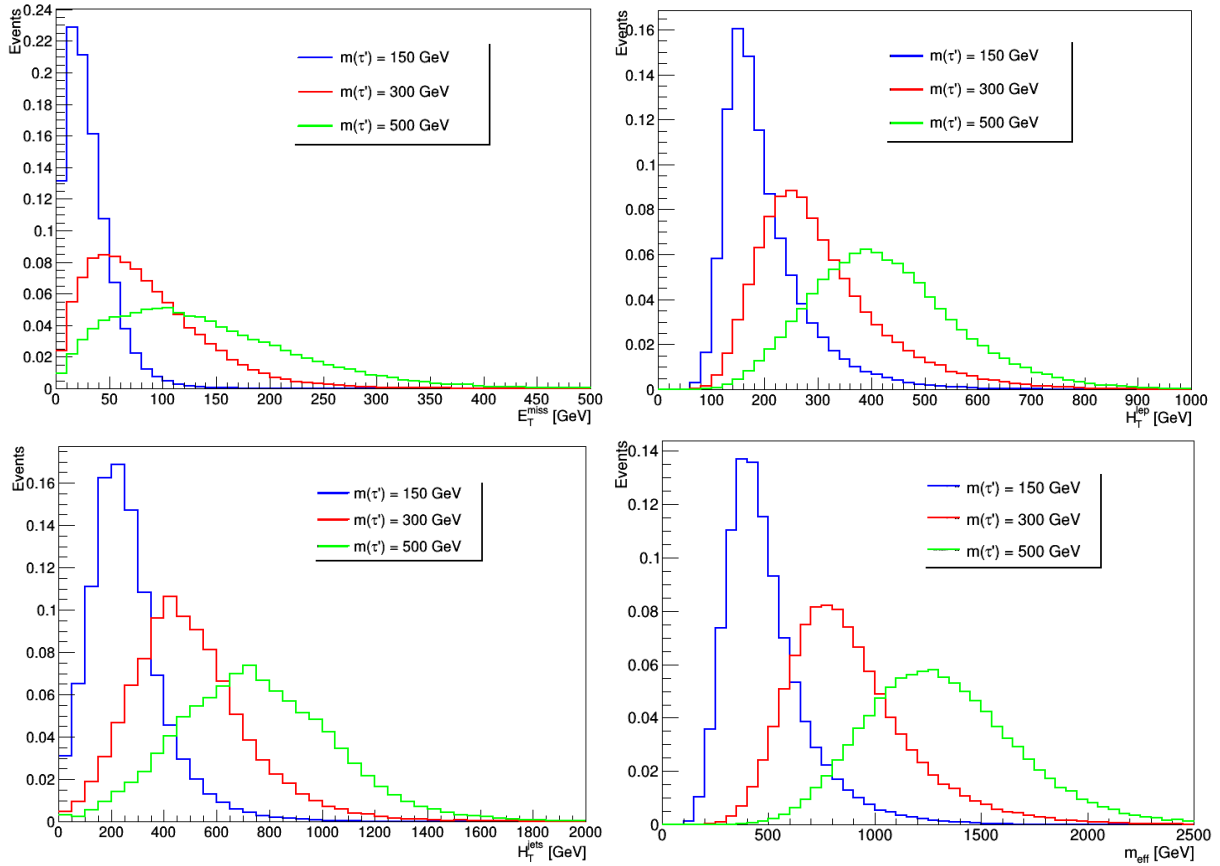 Events
0.24
0.22
0.2
0.18
0.16
0.14
0.12
0.1
0.08
0.06
0.04
0.02
0
m(τ') = 150 GeV
m(τ') = 300 GeV
m(τ') = 500 GeV
0 50 100 150 200 250 300 350 400 450 500
E_T^miss [GeV]
Events
0.16
0.14
0.12
0.1
0.08
0.06
0.04
0.02
0
m(τ') = 150 GeV
m(τ') = 300 GeV
m(τ') = 500 GeV
100 200 300 400 500 600 700 800 900 1000
H_T^lep [GeV]
Events
0.16
0.14
0.12
0.1
0.08
0.06
0.04
0.02
0
m(τ') = 150 GeV
m(τ') = 300 GeV
m(τ') = 500 GeV
0 200 400 600 800 1000 1200 1400 1600 1800 2000
H_T^jets [GeV]
Events
0.14
0.12
0.1
0.08
0.06
0.04
0.02
0
m(τ') = 150 GeV
m(τ') = 300 GeV
m(τ') = 500 GeV
500 1000 1500 2000 2500
m_eff [GeV]